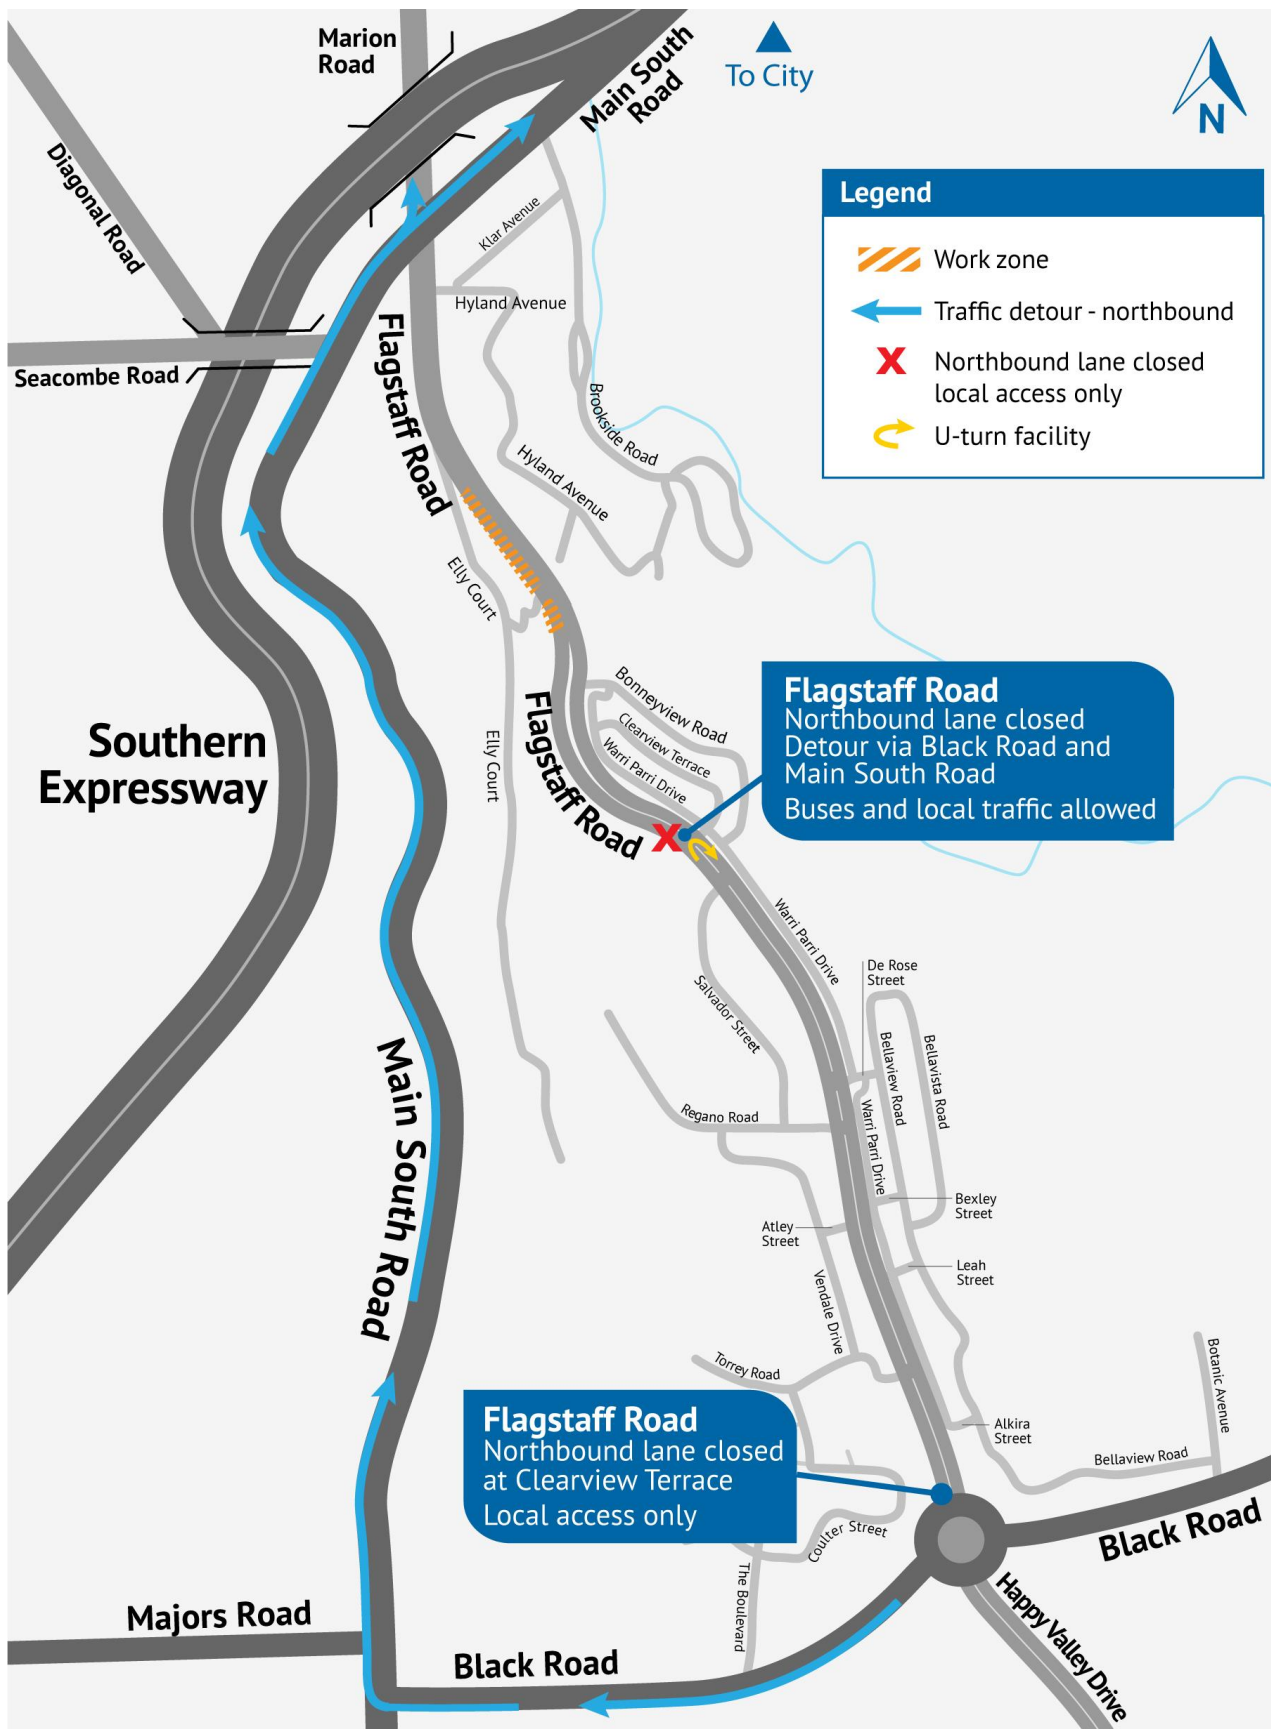 Marion
Road
Main South
Road
To City
N
Diagonal Road
Klar Avenue
Hyland Avenue
Legend
Work zone
Traffic detour - northbound
X
Northbound lane closed
local access only
U-turn facility
Seacombe Road
Flagstaff Road
Brookside Road
Hyland Avenue
Elly Court
Flagstaff Road
Northbound lane closed
Detour via Black Road and
Main South Road
Buses and local traffic allowed
Bonneyview Road
Clearview Terrace
Warri Parri Drive
Flagstaff Road
Elly Court
Southern
Expressway
X
Warri Parri Drive
De Rose
Street
Salvador Street
Bellaview Road
Bellavista Road
Main South Road
Regano Road
Warri Parri Drive
Bexley
Street
Atley
Street
Leah
Street
Vendale Drive
Torrey Road
Botanic Avenue
Flagstaff Road
Northbound lane closed
at Clearview Terrace
Local access only
Alkira
Street
Bellaview Road
Coulter Street
Black Road
The Boulevard
Happy Valley Drive
Majors Road
Black Road